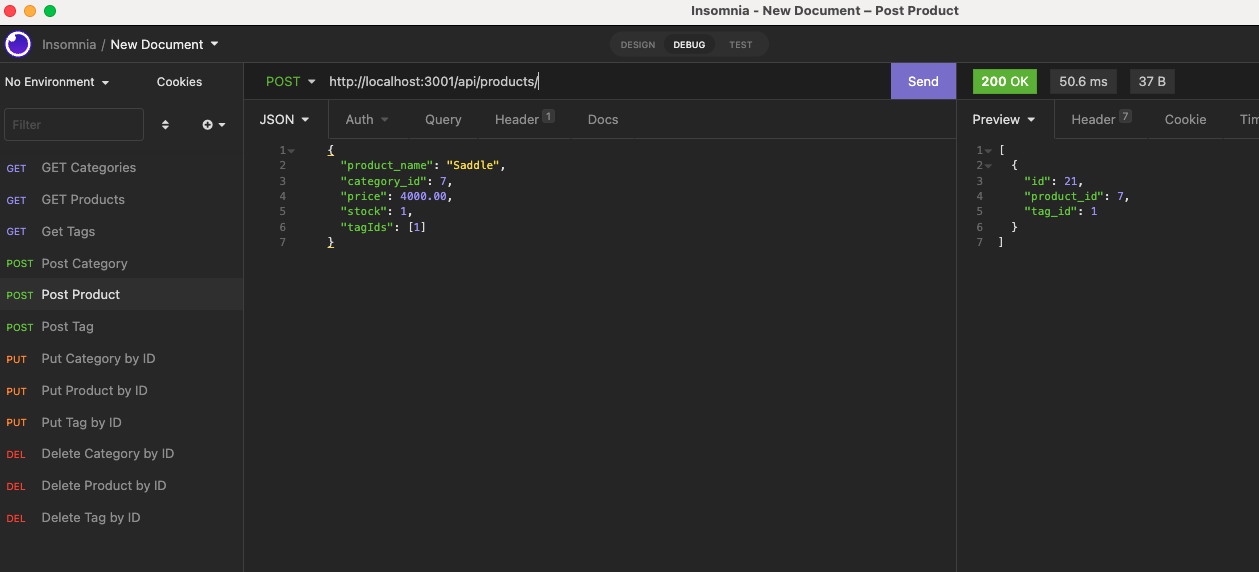 Insomnia - New Document – Post Product
Insomnia / New Document
DESIGN DEBUG TEST
No Environment Cookies
POST http://localhost:3001/api/products/ Send 200 OK 50.6 ms 37 B
Filter
JSON Auth Query Header 1 Docs
Preview Header 7 Cookie Tim
GET GET Categories
GET GET Products
GET Get Tags
POST Post Category
POST Post Product
POST Post Tag
PUT Put Category by ID
PUT Put Product by ID
PUT Put Tag by ID
DEL Delete Category by ID
DEL Delete Product by ID
DEL Delete Tag by ID
1 {
2 "product_name": "Saddle",
3 "category_id": 7,
4 "price": 4000.00,
5 "stock": 1,
6 "tagIds": [1]
7 }
1 [
2 {
3 "id": 21,
4 "product_id": 7,
5 "tag_id": 1
6 }
7 ]